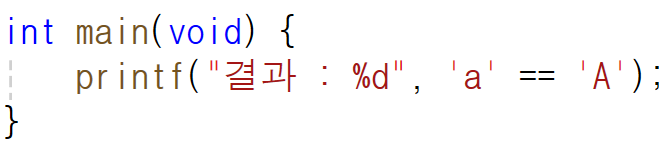 int main(void) {
printf("결과 : %d", 'a' == 'A');
}